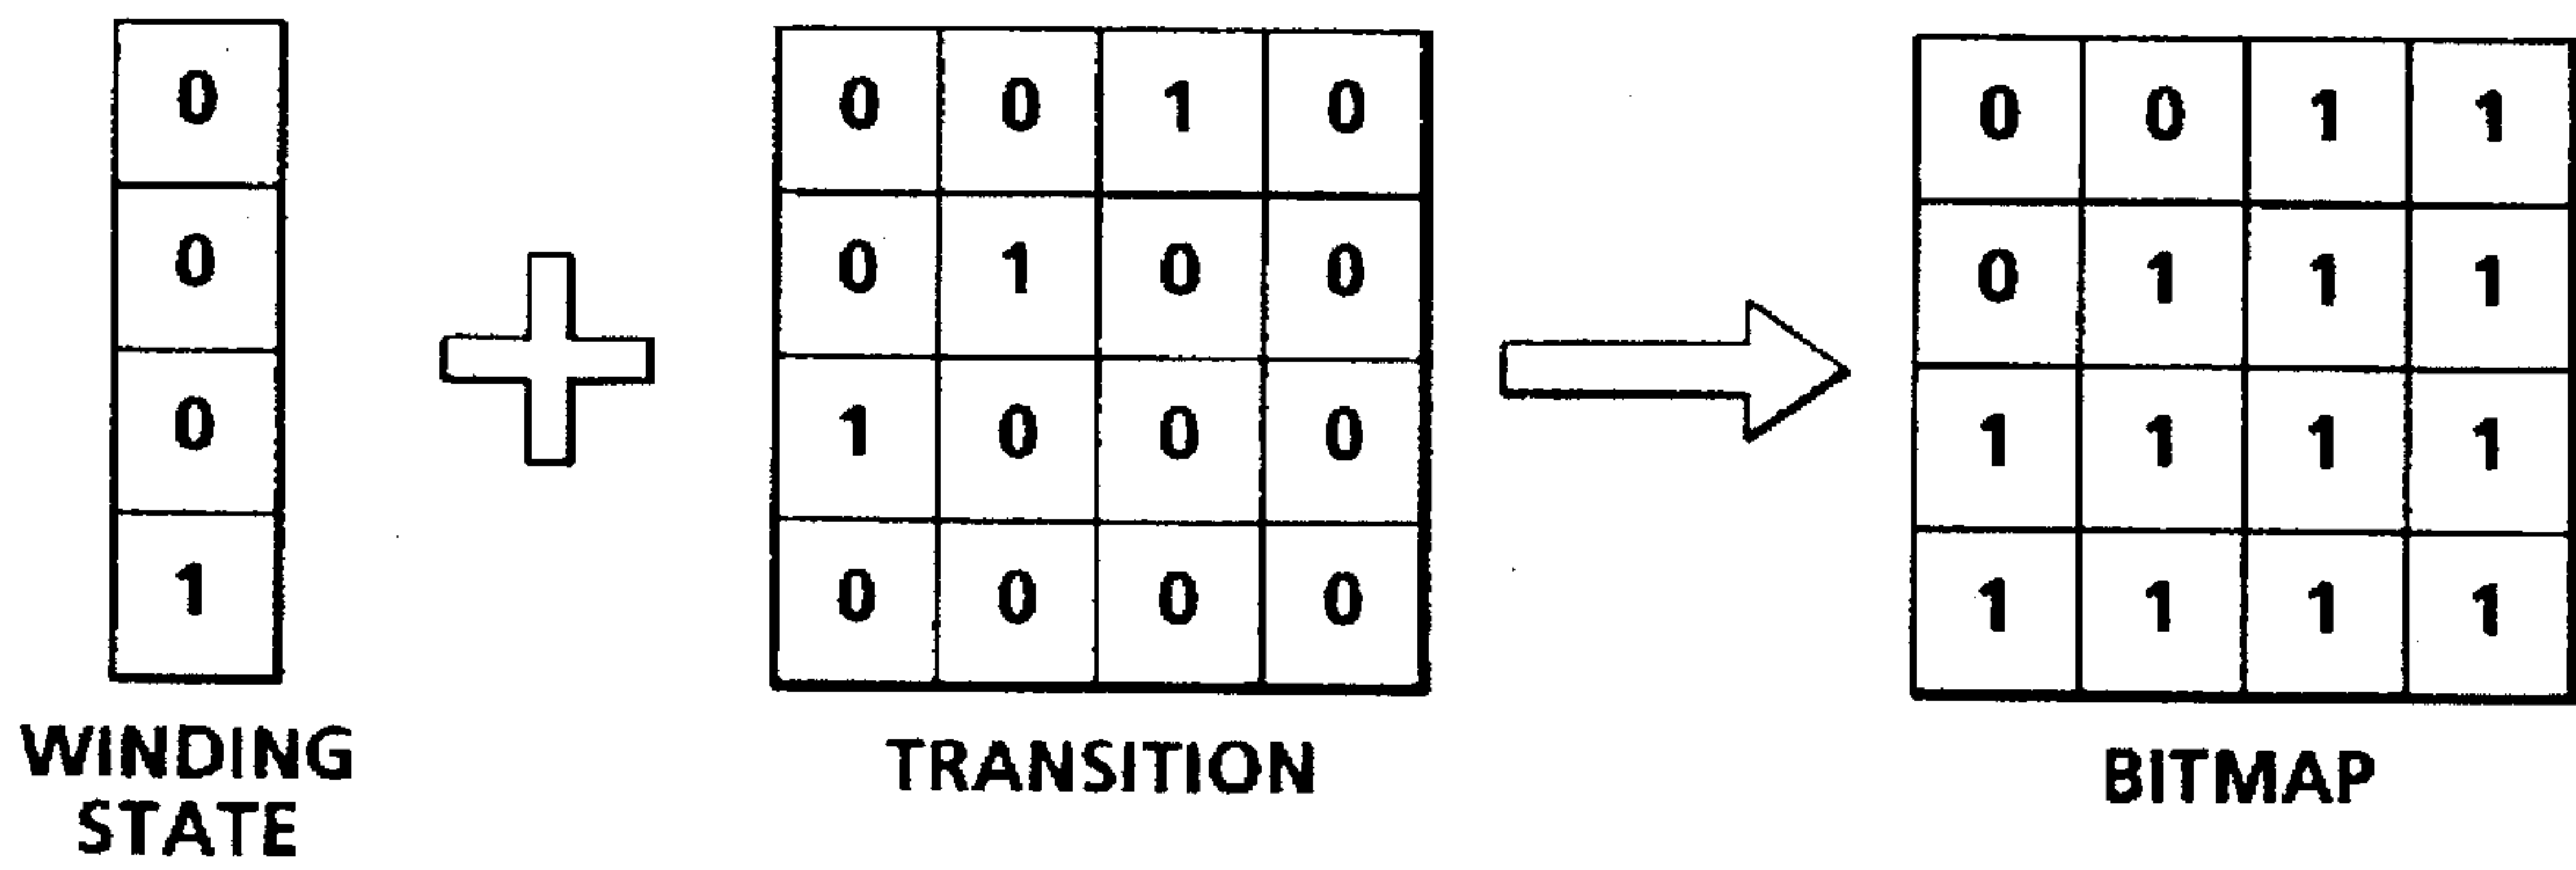 0 0 0 1 0 0 0 1 1
0 0 1 0 0 0 1 1 1
0 1 0 0 0 1 1 1 1
1 0 0 0 0 1 1 1 1
WINDING
STATE
TRANSITION
BITMAP